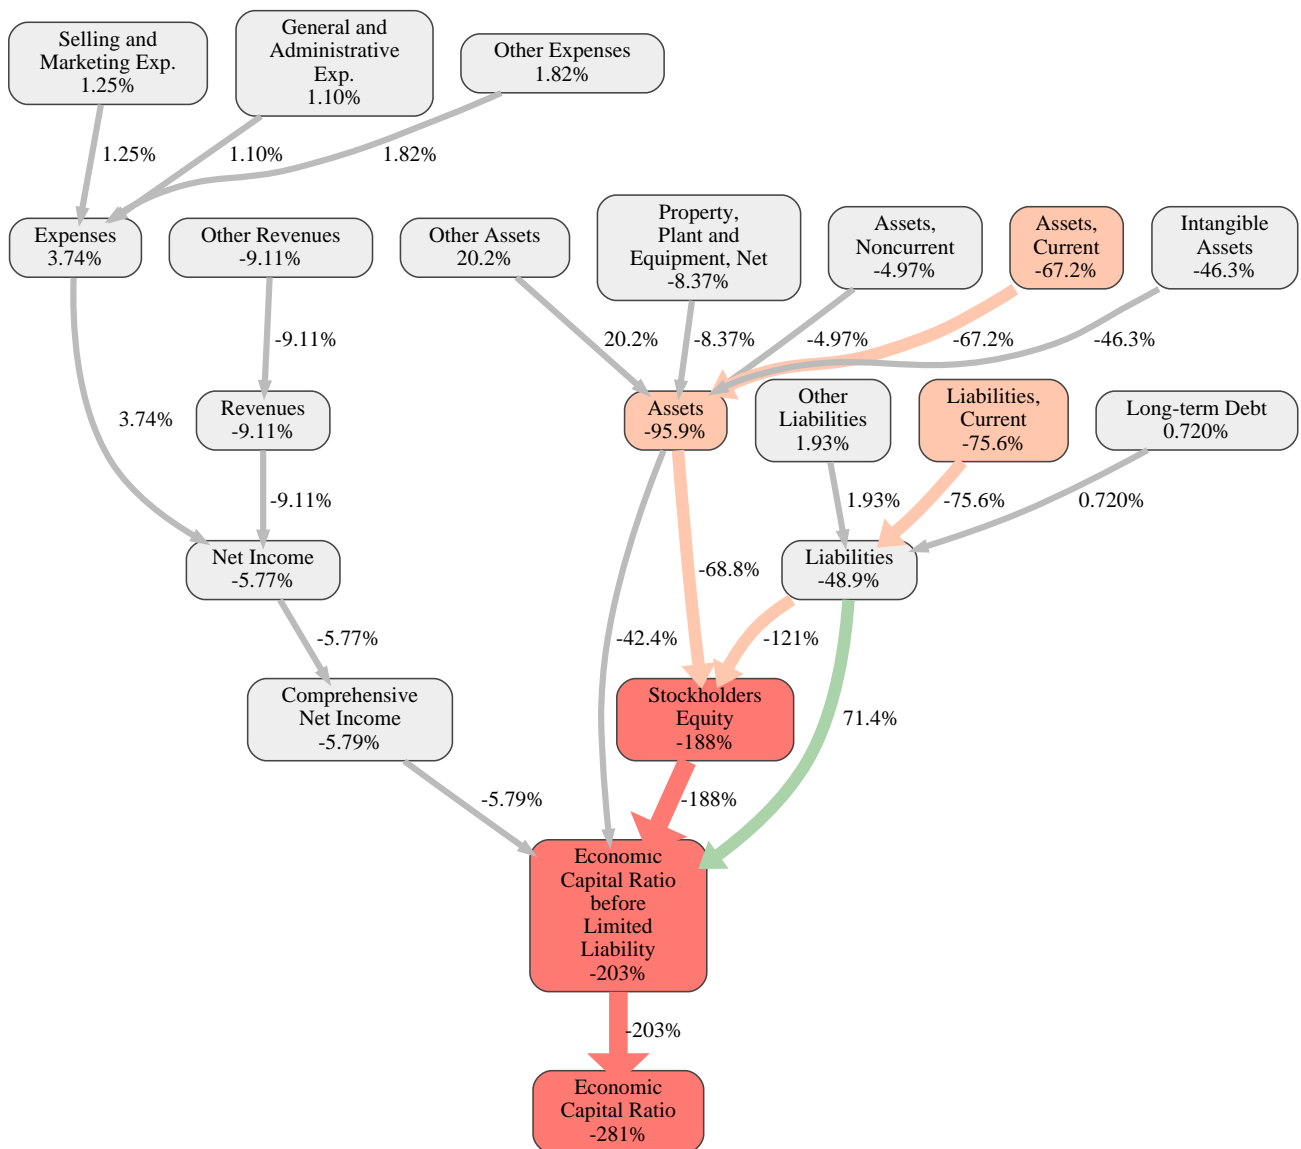 Selling and
Marketing Exp.
1.25%
General and
Administrative
Exp.
1.10%
Other Expenses
1.82%
1.25%
1.10%
1.82%
Expenses
3.74%
Other Revenues
-9.11%
Other Assets
20.2%
Property,
Plant and
Equipment, Net
-8.37%
Assets,
Noncurrent
-4.97%
Assets,
Current
-67.2%
Intangible
Assets
-46.3%
-9.11%
20.2%
-8.37%
-4.97%
-67.2%
-46.3%
3.74%
Revenues
-9.11%
Assets
-95.9%
Other
Liabilities
1.93%
Liabilities,
Current
-75.6%
Long-term Debt
0.720%
-9.11%
1.93%
-75.6%
0.720%
Net Income
-5.77%
-68.8%
Liabilities
-48.9%
-5.77%
-42.4%
-121%
Comprehensive
Net Income
-5.79%
Stockholders
Equity
-188%
71.4%
-5.79%
-188%
Economic
Capital Ratio
before
Limited
Liability
-203%
-203%
Economic
Capital Ratio
-281%